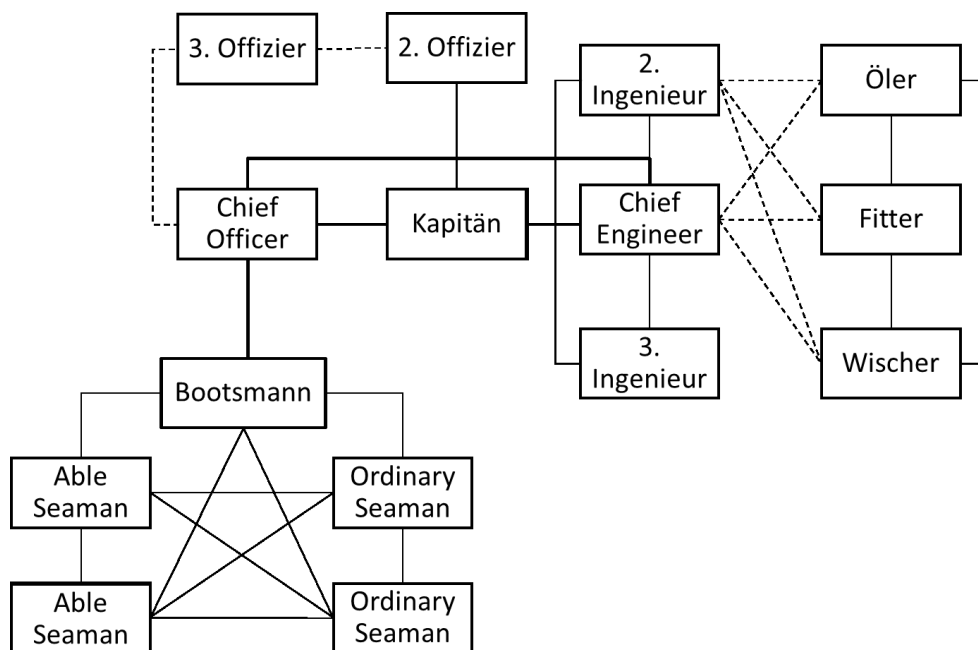 3. Offizier
2. Offizier
2.
Ingenieur
Öler
Chief
Officer
Kapitän
Chief
Engineer
Fitter
3.
Ingenieur
Wischer
Bootsmann
Able
Seaman
Ordinary
Seaman
Able
Seaman
Ordinary
Seaman